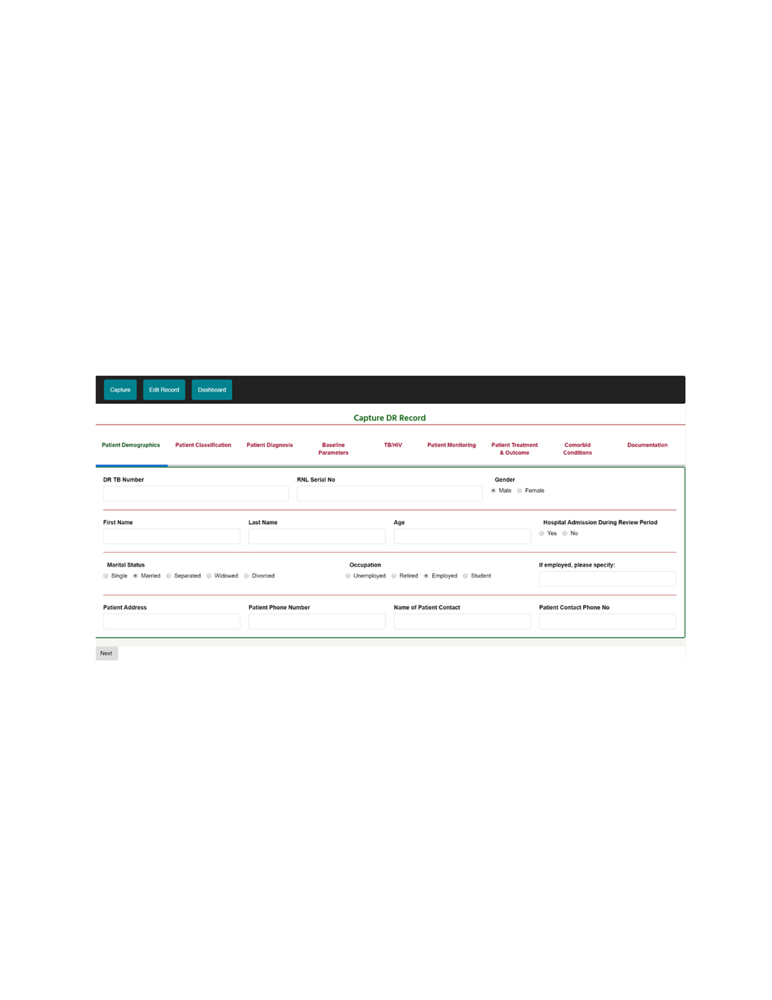 Capture Edit Record Dashboard
Capture DR Record
Patient Demographics Patient Classification Patient Diagnosis Baseline Parameters TB/HIV Patient Monitoring Patient Treatment & Outcome Comorbid Conditions Documentation
DR TB Number RNL Serial No Gender
Male Female
First Name Last Name Age Hospital Admission During Review Period
Yes No
Marital Status Occupation If employed, please specify:
Single Married Separated Widowed Divorced Unemployed Retired Employed Student
Patient Address Patient Phone Number Name of Patient Contact Patient Contact Phone No
Next